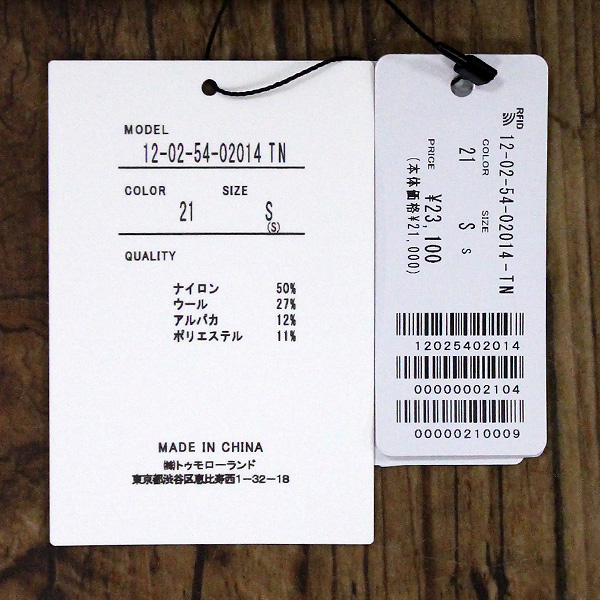 MODEL
12-02-54-02014 TN
COLOR SIZE
21 S
(S)
QUALITY
ナイロン 50%
ウール 27%
アルパカ 12%
ポリエステル 11%
MADE IN CHINA
㈱トゥモローランド
東京都渋谷区恵比寿西1-32-18
RFID
12-02-54-02014-TN
COLOR SIZE
21 S s
PRICE ¥23,100
(本体価格¥21,000)
12025402014
00000002104
00000210009